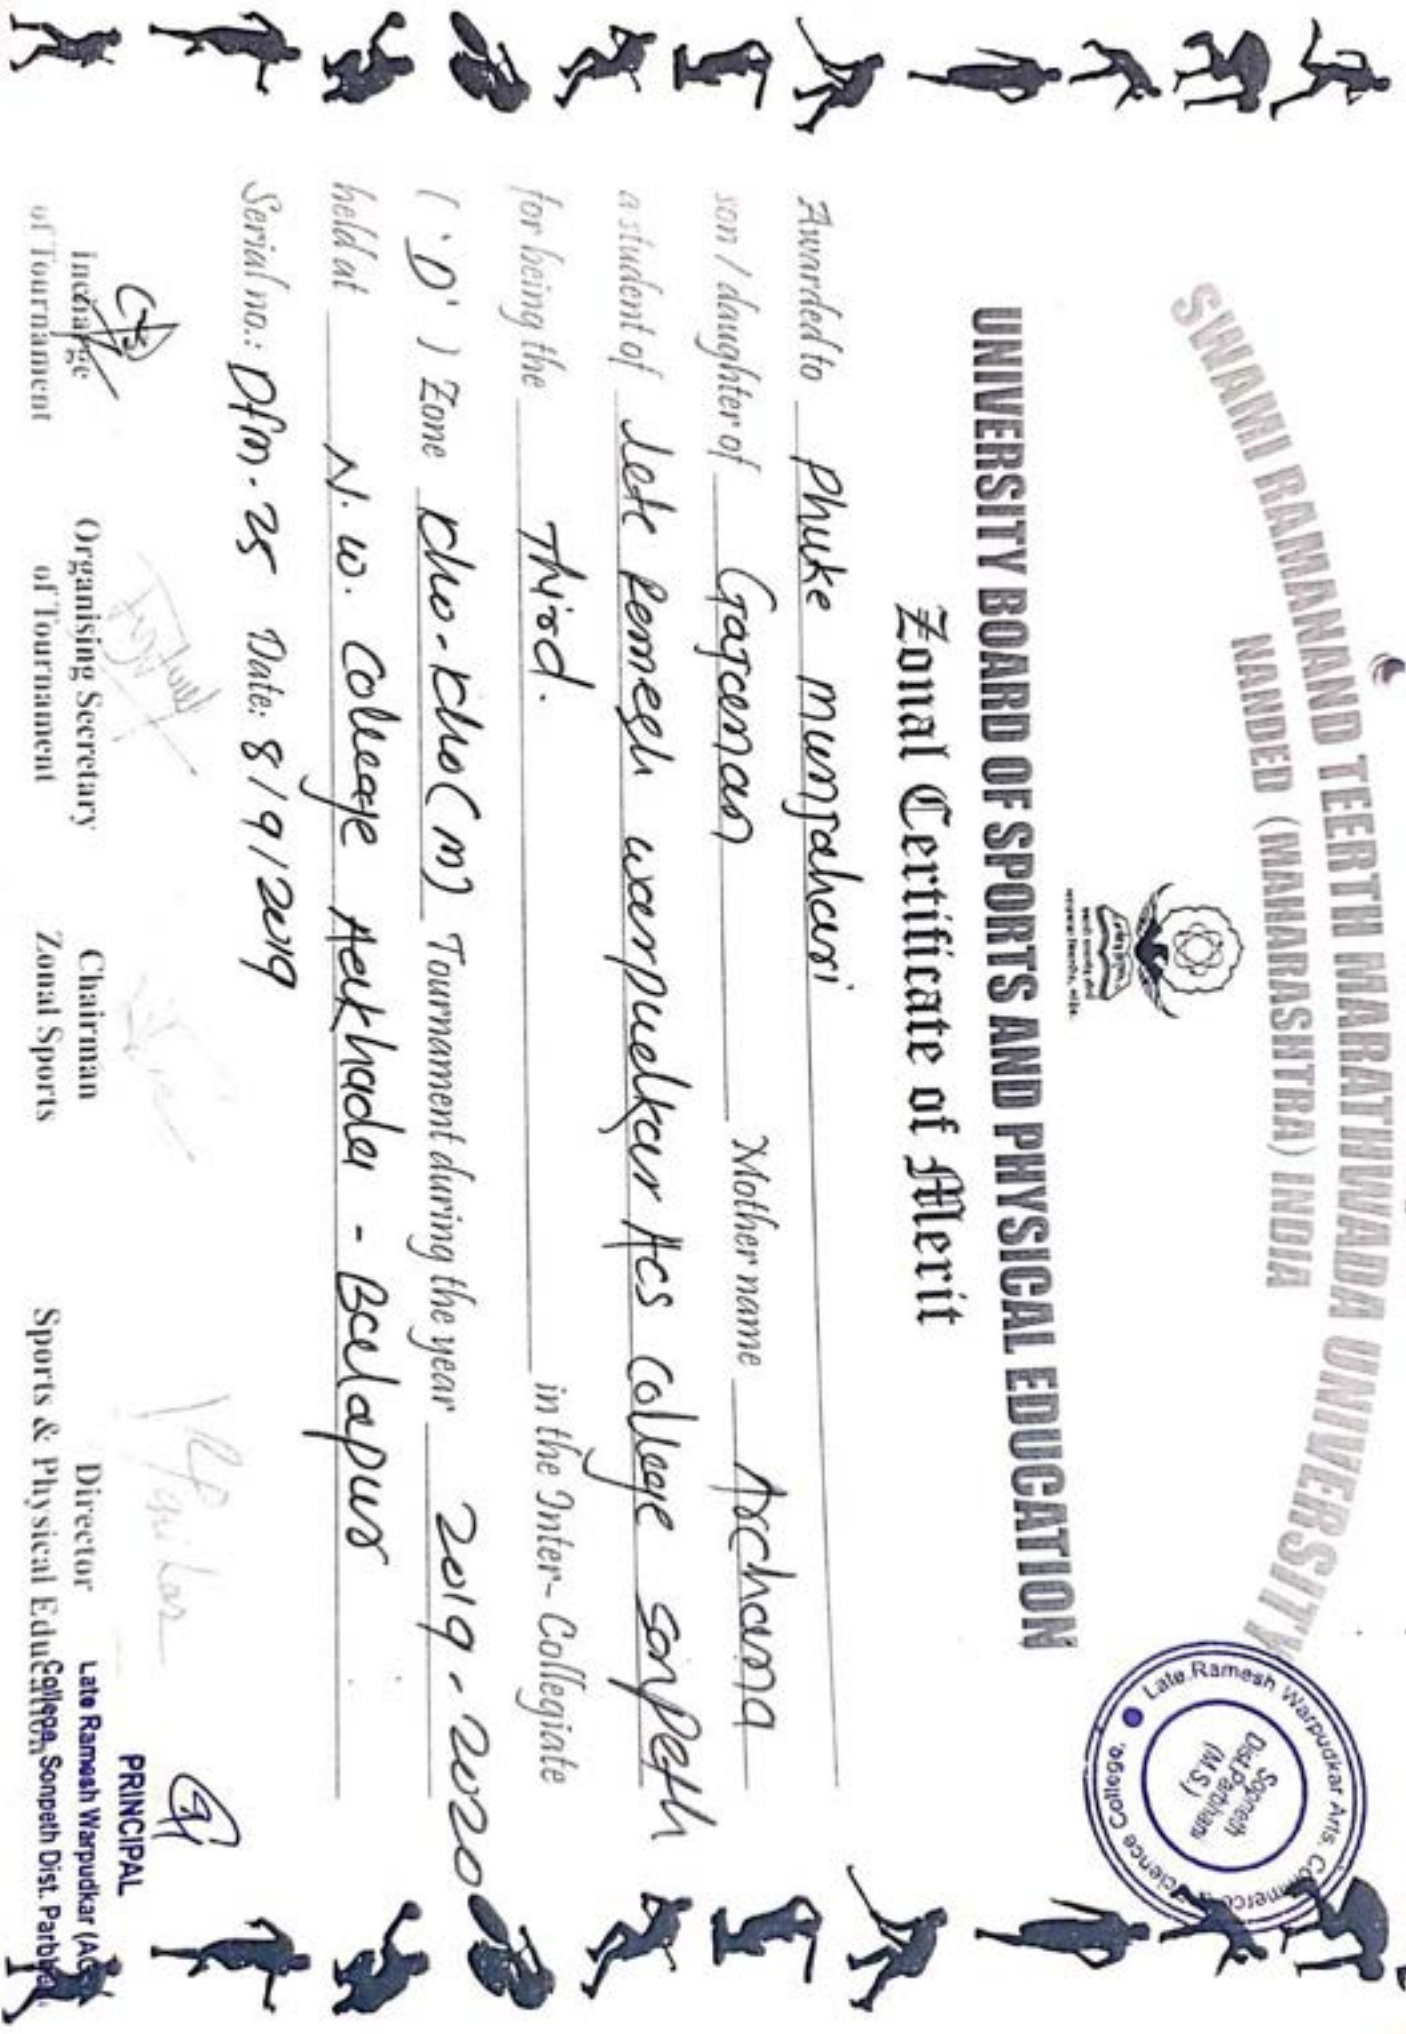 SWAMI RAMANAND TEERTH MARATHWADA UNIVERSITY
NANDED (MAHARASHTRA) INDIA
UNIVERSITY BOARD OF SPORTS AND PHYSICAL EDUCATION
Zonal Certificate of Merit
Awarded to Phuke munjahari
son / daughter of Gajanan Mother name Archana
a student of late Ramesh warpudkar Acs college sonpeth
for being the Third. in the Inter-Collegiate
( 'D' ) Zone kho-kho(m) Tournament during the year 2019-2020
held at N. W. College Aakhada - Balapur
Serial no.: Dfm-25 Date: 8/9/2019
Incharge
of Tournament
Organising Secretary
of Tournament
Chairman
Zonal Sports
Director
Sports & Physical Education
PRINCIPAL
Late Ramesh Warpudkar (ACS)
College, Sonpeth Dist. Parbhani
Late Ramesh Warpudkar Arts, Commerce & Science College,
Sonpeth
Dist Parbhani
(M.S.)